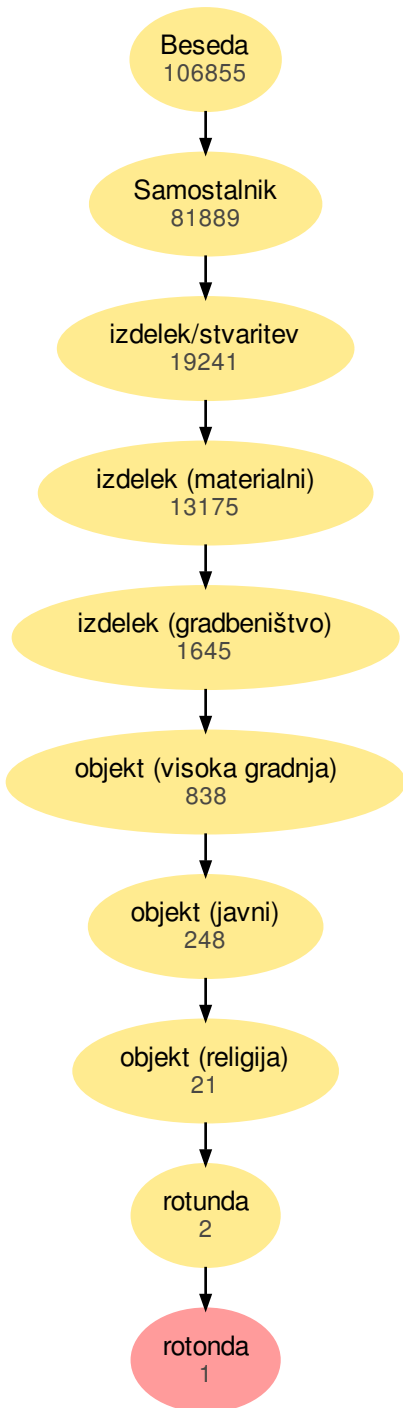 Beseda
106855
Samostalnik
81889
izdelek/stvaritev
19241
izdelek (materialni)
13175
izdelek (gradbeništvo)
1645
objekt (visoka gradnja)
838
objekt (javni)
248
objekt (religija)
21
rotunda
2
rotonda
1